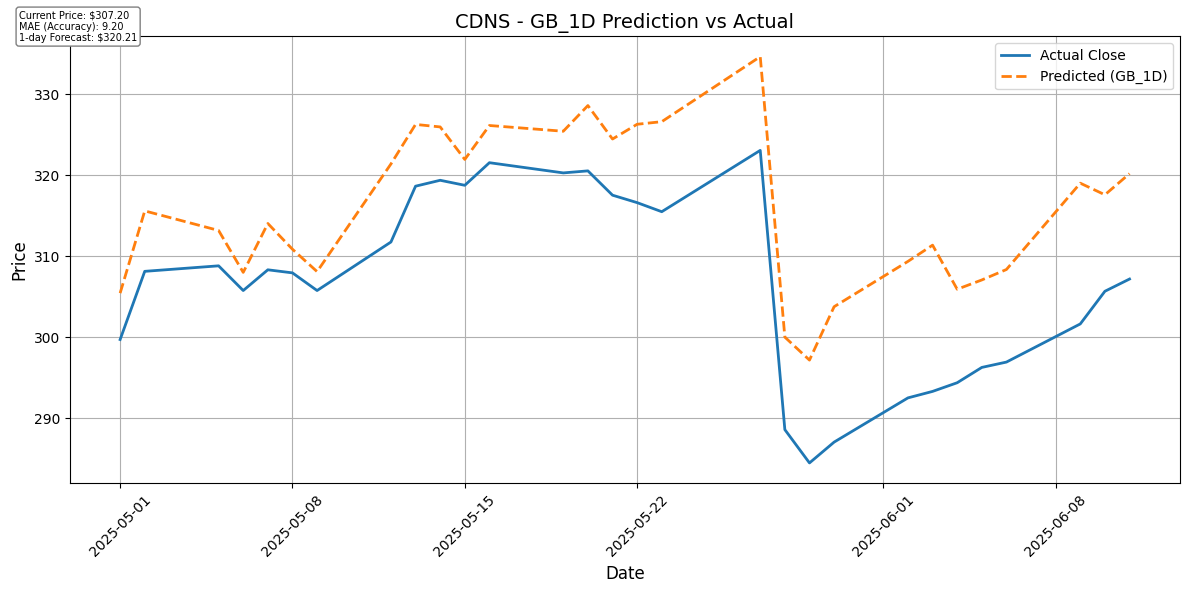 CDNS - GB_1D Prediction vs Actual
Current Price: $307.20
MAE (Accuracy): 9.20
1-day Forecast: $320.21
Actual Close
Predicted (GB_1D)
Price
330
320
310
300
290
2025-05-01
2025-05-08
2025-05-15
2025-05-22
2025-06-01
2025-06-08
Date